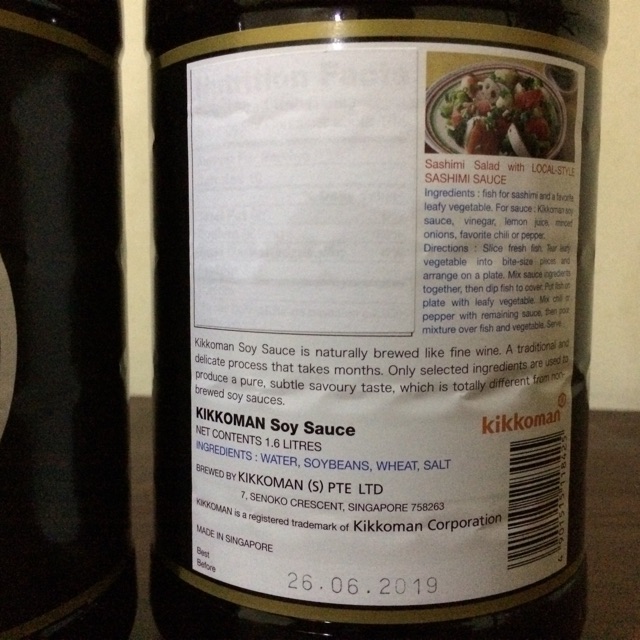 Nutrition Facts
Sashimi Salad with LOCAL-STYLE
SASHIMI SAUCE
Ingredients : fish for sashimi and a favorite
leafy vegetable. For sauce : Kikkoman soy
sauce, vinegar, lemon juice, minced
onions, favorite chili or pepper.
Directions : Slice fresh fish. Tear leafy
vegetable into bite-size pieces and
arrange on a plate. Mix sauce ingredients
together, then dip fish to cover. Put fish on
plate with leafy vegetable. Mix chili or
pepper with remaining sauce, then pour
mixture over fish and vegetable. Serve.
Kikkoman Soy Sauce is naturally brewed like fine wine. A traditional and
delicate process that takes months. Only selected ingredients are used to
produce a pure, subtle savoury taste, which is totally different from non-
brewed soy sauces.
kikkoman®
KIKKOMAN Soy Sauce
NET CONTENTS 1.6 LITRES
INGREDIENTS : WATER, SOYBEANS, WHEAT, SALT
BREWED BY KIKKOMAN (S) PTE LTD
7, SENOKO CRESCENT, SINGAPORE 758263
KIKKOMAN is a registered trademark of Kikkoman Corporation
MADE IN SINGAPORE
Best
Before
26.06.2019